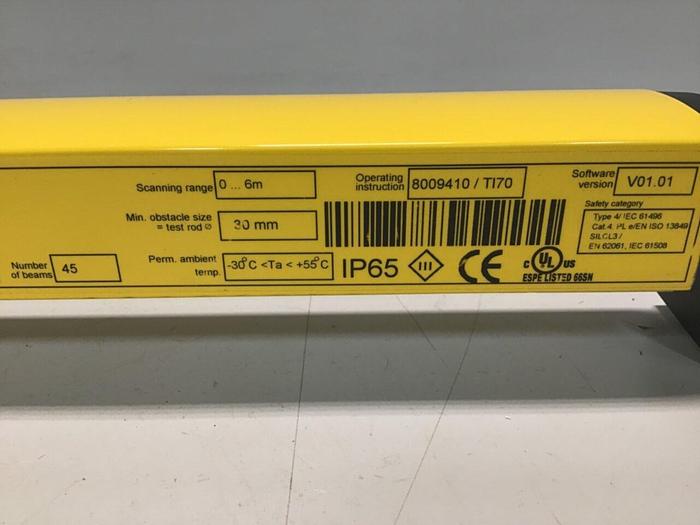 Scanning range 0 ... 6m
Operating instruction 8009410 / TI70
Software version V01.01
Min. obstacle size = test rod ø 30 mm
Safety category
Type 4/ IEC 61496
Cat.4, PL e/EN ISO 13849
SILCL3 /
EN 62061, IEC 61508
Number of beams 45
Perm. ambient temp. -30°C <Ta < +55°C
IP65
III
CE
C UL US
ESPE LISTED 66SN